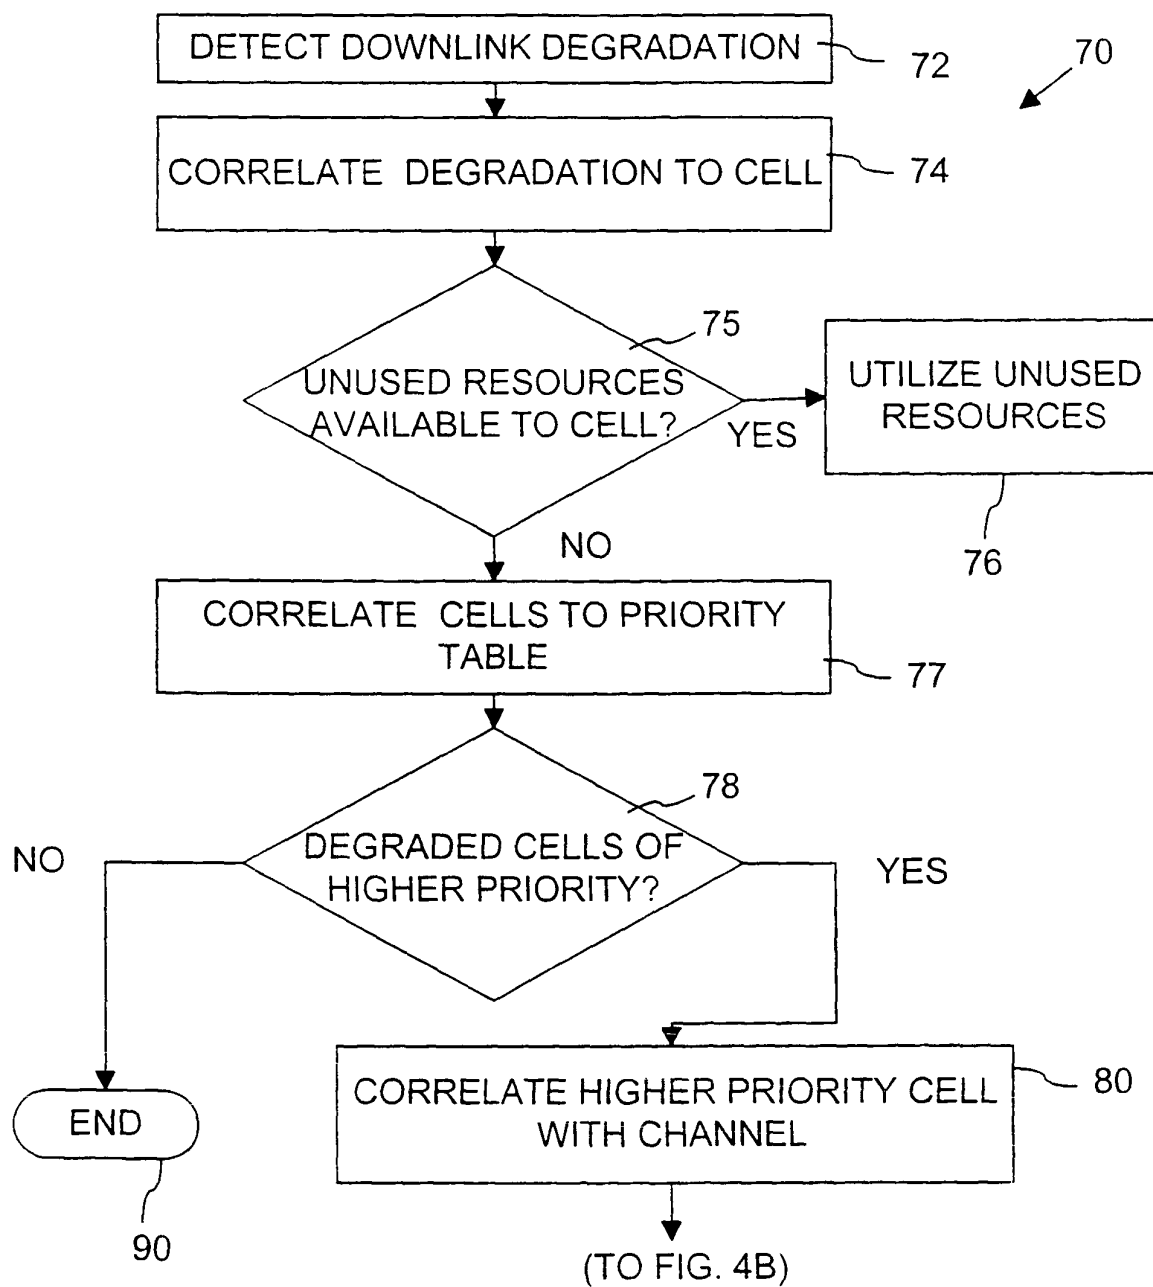 DETECT DOWNLINK DEGRADATION
72
70
CORRELATE DEGRADATION TO CELL
74
75
UNUSED RESOURCES
AVAILABLE TO CELL?
YES
UTILIZE UNUSED
RESOURCES
76
NO
CORRELATE CELLS TO PRIORITY
TABLE
77
78
DEGRADED CELLS OF
HIGHER PRIORITY?
NO
YES
CORRELATE HIGHER PRIORITY CELL
WITH CHANNEL
80
END
90
(TO FIG. 4B)